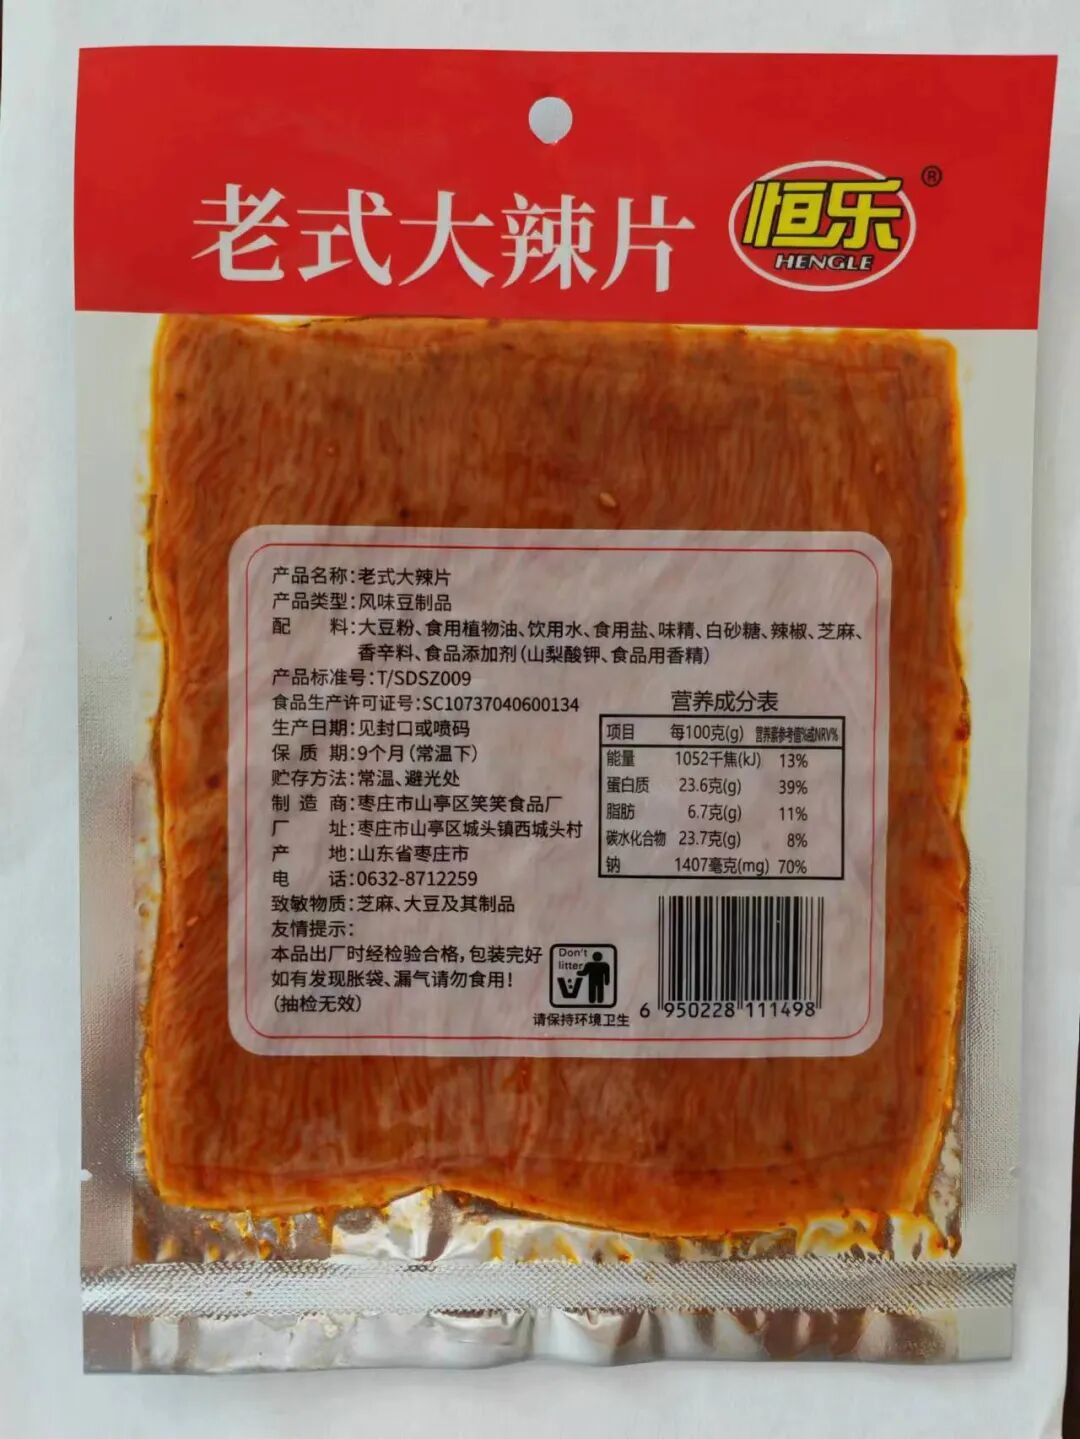 老式大辣片
恒乐®
HENGLE
产品名称:老式大辣片
产品类型:风味豆制品
配 料:大豆粉、食用植物油、饮用水、食用盐、味精、白砂糖、辣椒、芝麻、
香辛料、食品添加剂(山梨酸钾、食品用香精)
产品标准号:T/SDSZ009
食品生产许可证号:SC10737040600134
生产日期:见封口或喷码
保 质 期:9个月(常温下)
贮存方法:常温、避光处
制 造 商:枣庄市山亭区笑笑食品厂
厂 址:枣庄市山亭区城头镇西城头村
产 地:山东省枣庄市
电 话:0632-8712259
致敏物质:芝麻、大豆及其制品
友情提示:
本品出厂时经检验合格,包装完好
如有发现胀袋、漏气请勿食用!
(抽检无效)
营养成分表
项目 每100克(g) 营养素参考值%或NRV%
能量 1052千焦(kJ) 13%
蛋白质 23.6克(g) 39%
脂肪 6.7克(g) 11%
碳水化合物 23.7克(g) 8%
钠 1407毫克(mg) 70%
Don't
litter
请保持环境卫生
6 950228 111498